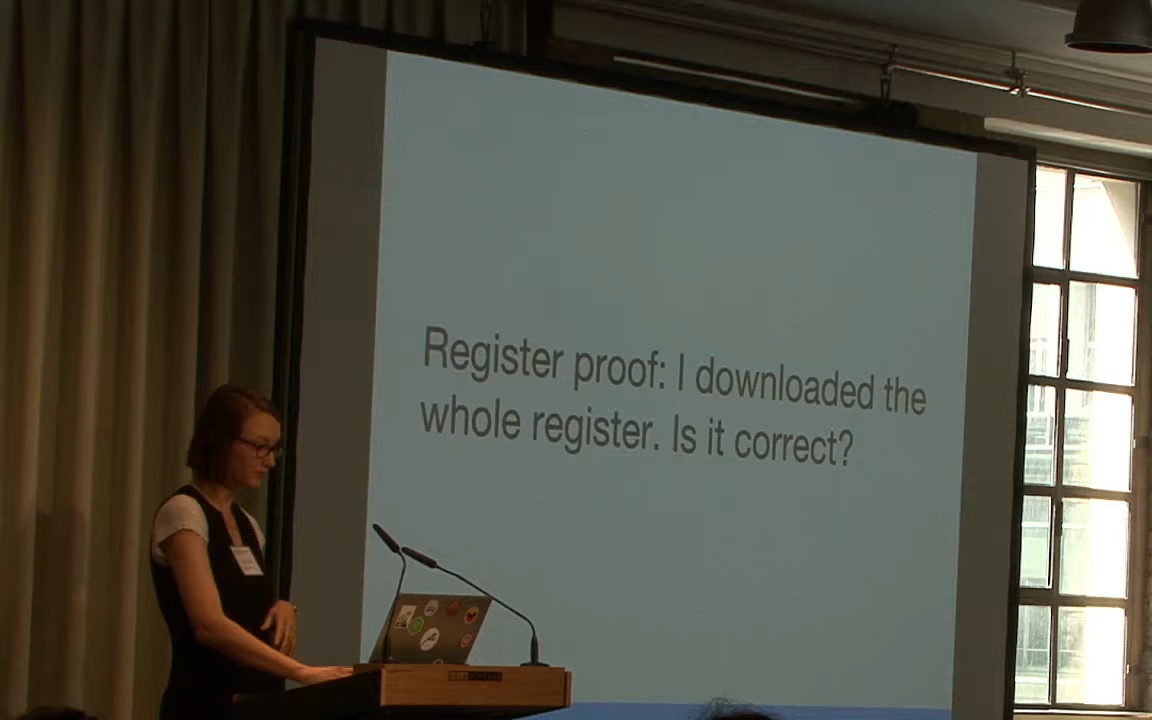 Register proof: I downloaded the
whole register. Is it correct?